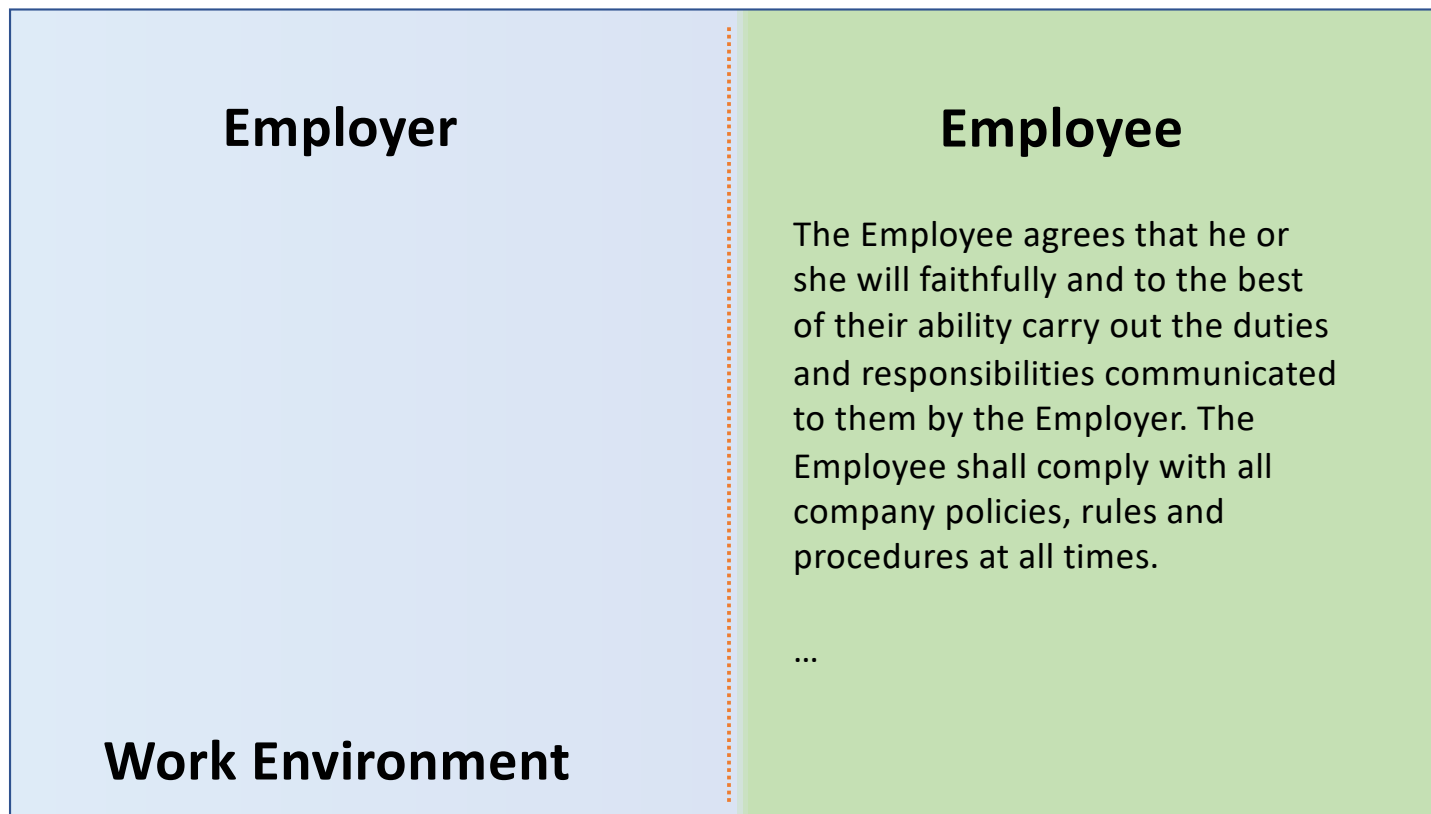 Employer
Work Environment
Employee
The Employee agrees that he or
she will faithfully and to the best
of their ability carry out the duties
and responsibilities communicated
to them by the Employer. The
Employee shall comply with all
company policies, rules and
procedures at all times.
...